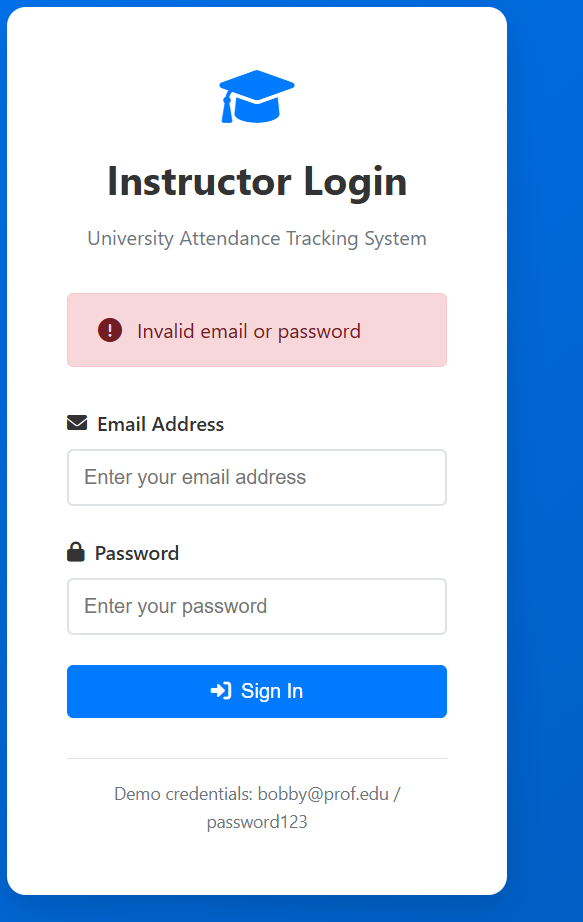 Instructor Login
University Attendance Tracking System
Invalid email or password
Email Address
Enter your email address
Password
Enter your password
Sign In
Demo credentials: bobby@prof.edu /
password123